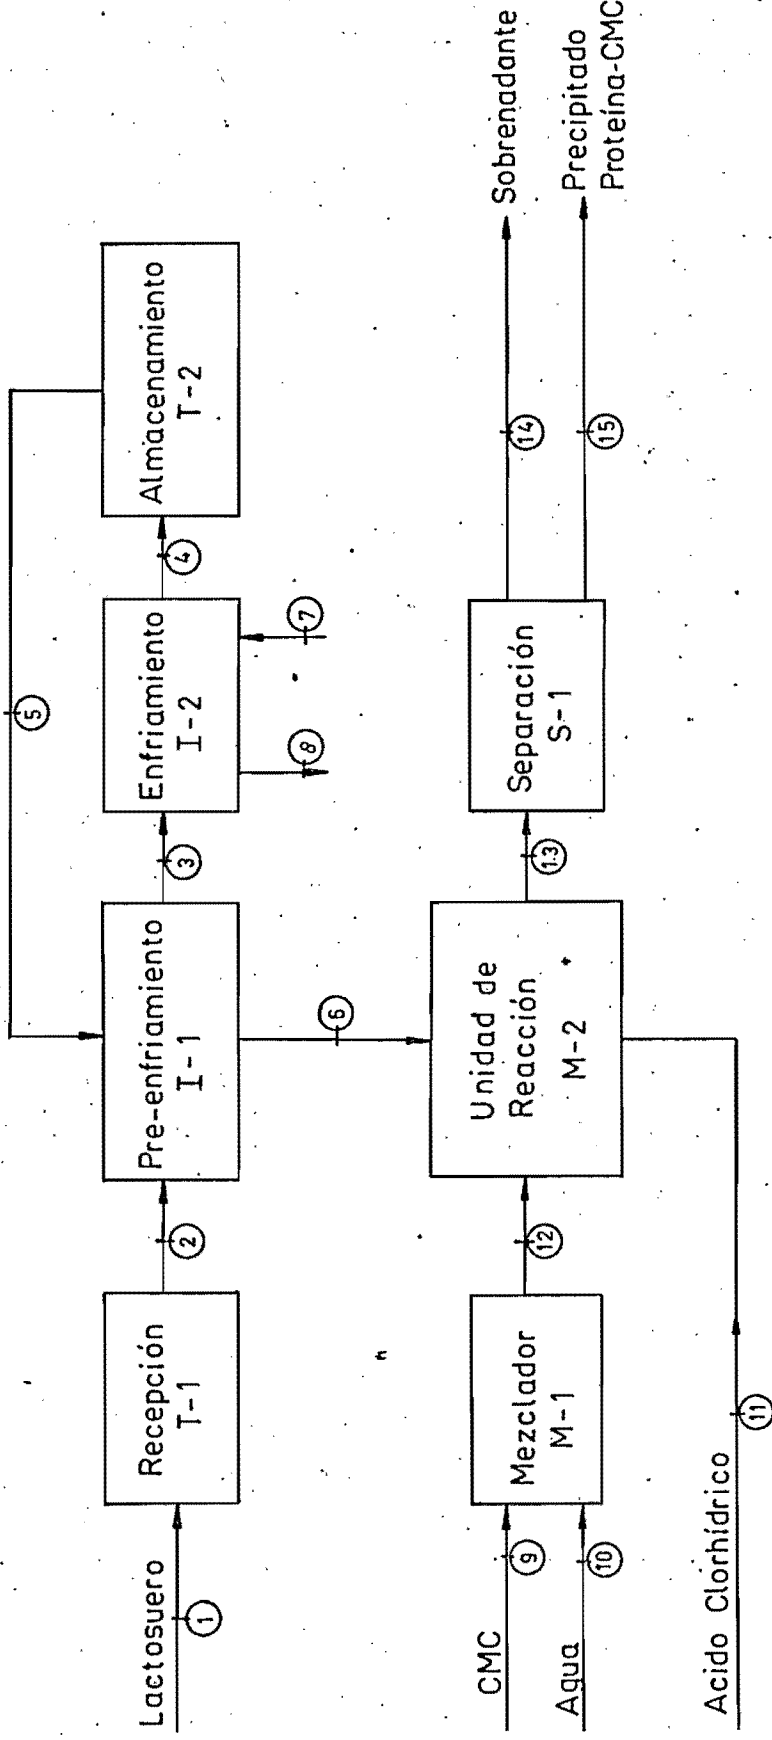 Lactosuero
1
Recepción
T-1
2
Pre-enfriamiento
I-1
3
Enfriamiento
I-2
4
Almacenamiento
T-2
5
6
7
8
CMC
9
Aqua
10
Mezclador
M-1
12
Unidad de
Reacción
M-2
13
Separación
S-1
14
Sobrenadante
15
Precipitado
Proteína-CMC
Acido Clorhídrico
11